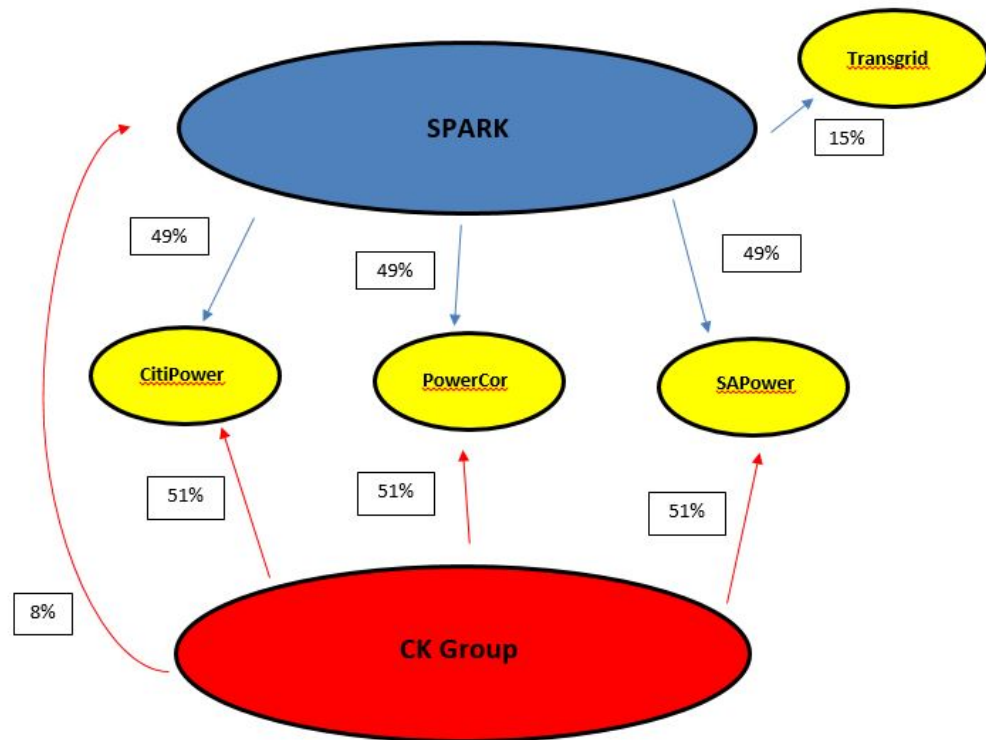 Transgrid
SPARK
15%
49%
49%
49%
CitiPower
PowerCor
SAPower
51%
51%
51%
8%
CK Group